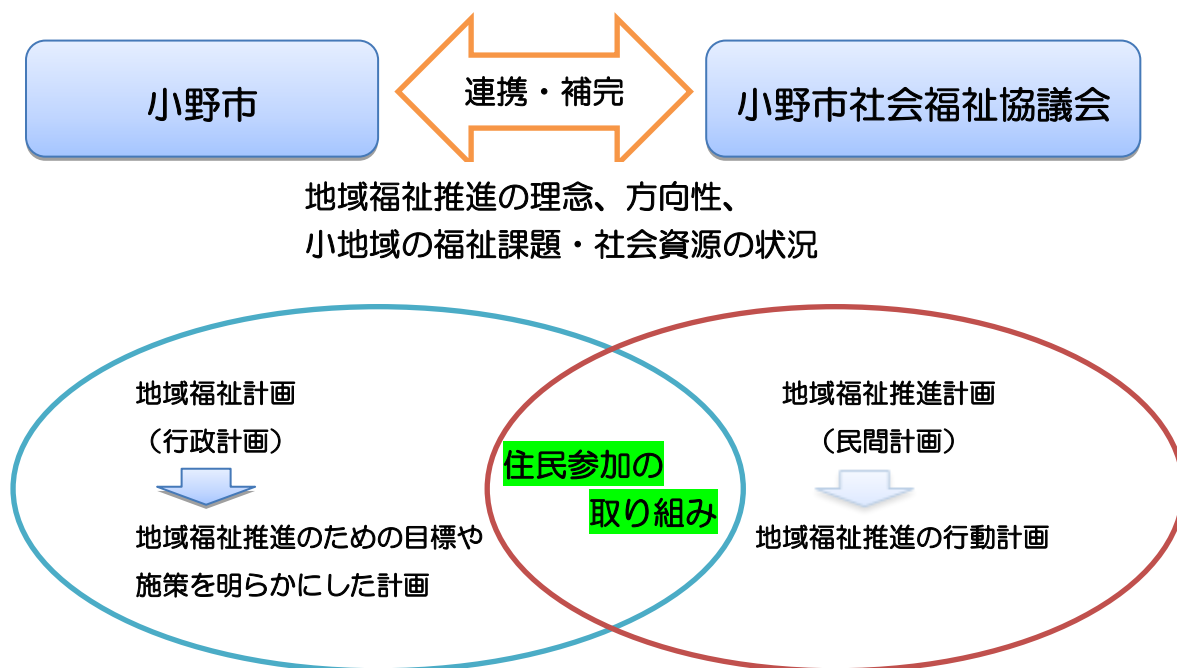 小野市
連携・補完
小野市社会福祉協議会
地域福祉推進の理念、方向性、
小地域の福祉課題・社会資源の状況
地域福祉計画
（行政計画）
地域福祉推進のための目標や
施策を明らかにした計画
住民参加の
取り組み
地域福祉推進計画
（民間計画）
地域福祉推進の行動計画